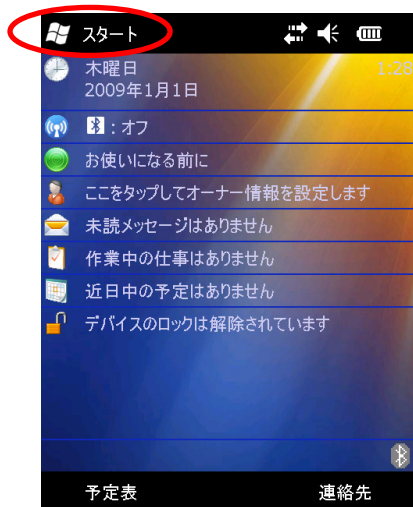 スタート
木曜日 1:28
2009年1月1日
: オフ
お使いになる前に
ここをタップしてオーナー情報を設定します
未読メッセージはありません
作業中の仕事はありません
近日中の予定はありません
デバイスのロックは解除されています
予定表 連絡先